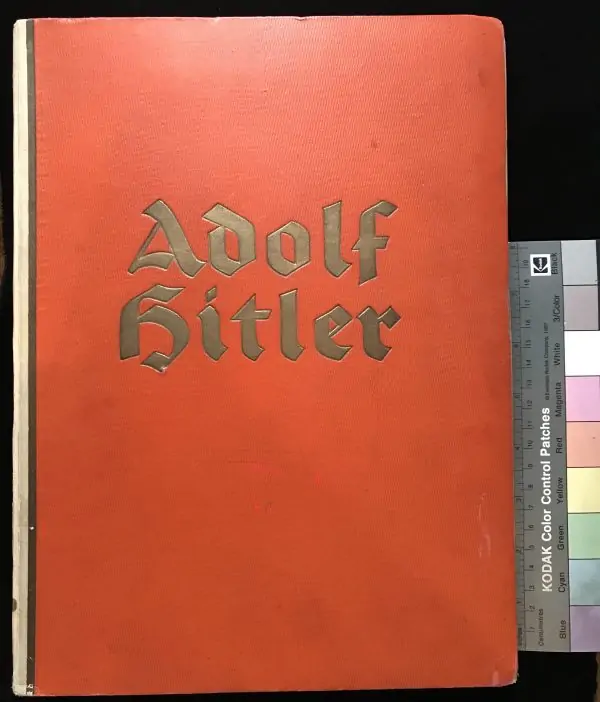 Adolf
Hitler
KODAK Color Control Patches
Blue
Cyan
Green
Yellow
Red
Magenta
White
3/Color
Black
Centimetres